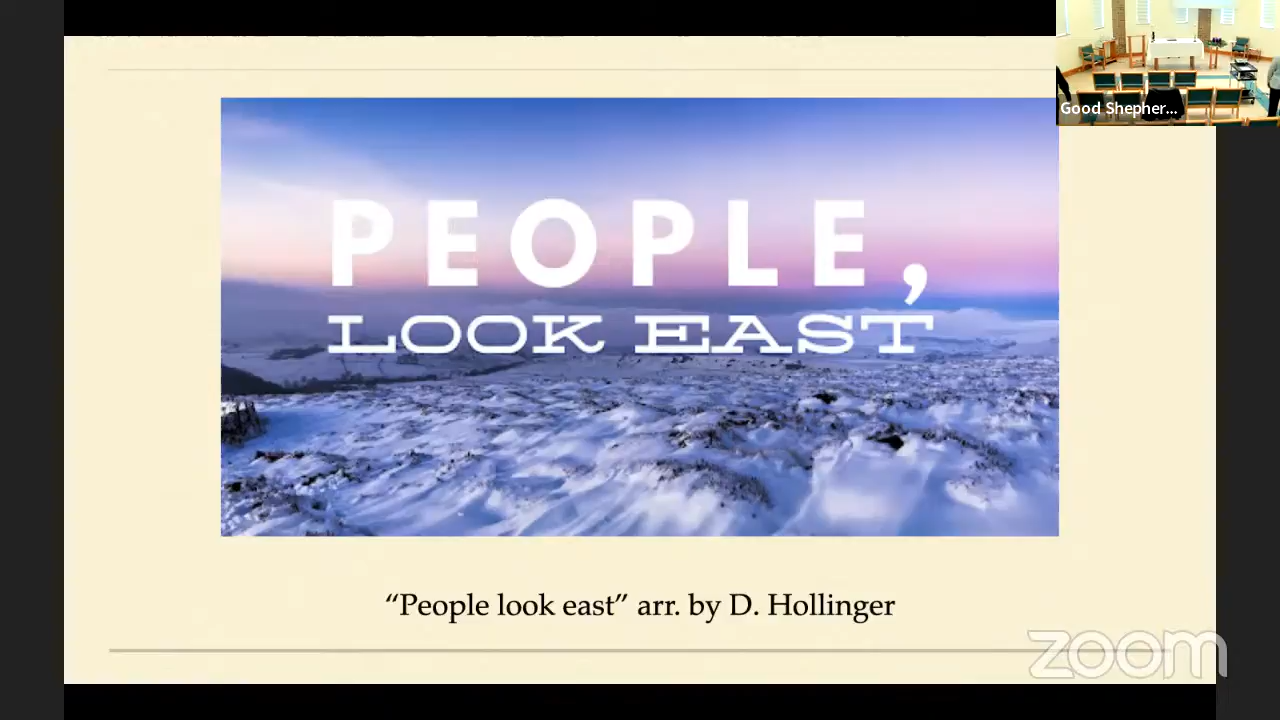 Good Shepher...
PEOPLE,
LOOK EAST
“People look east” arr. by D. Hollinger
zoom